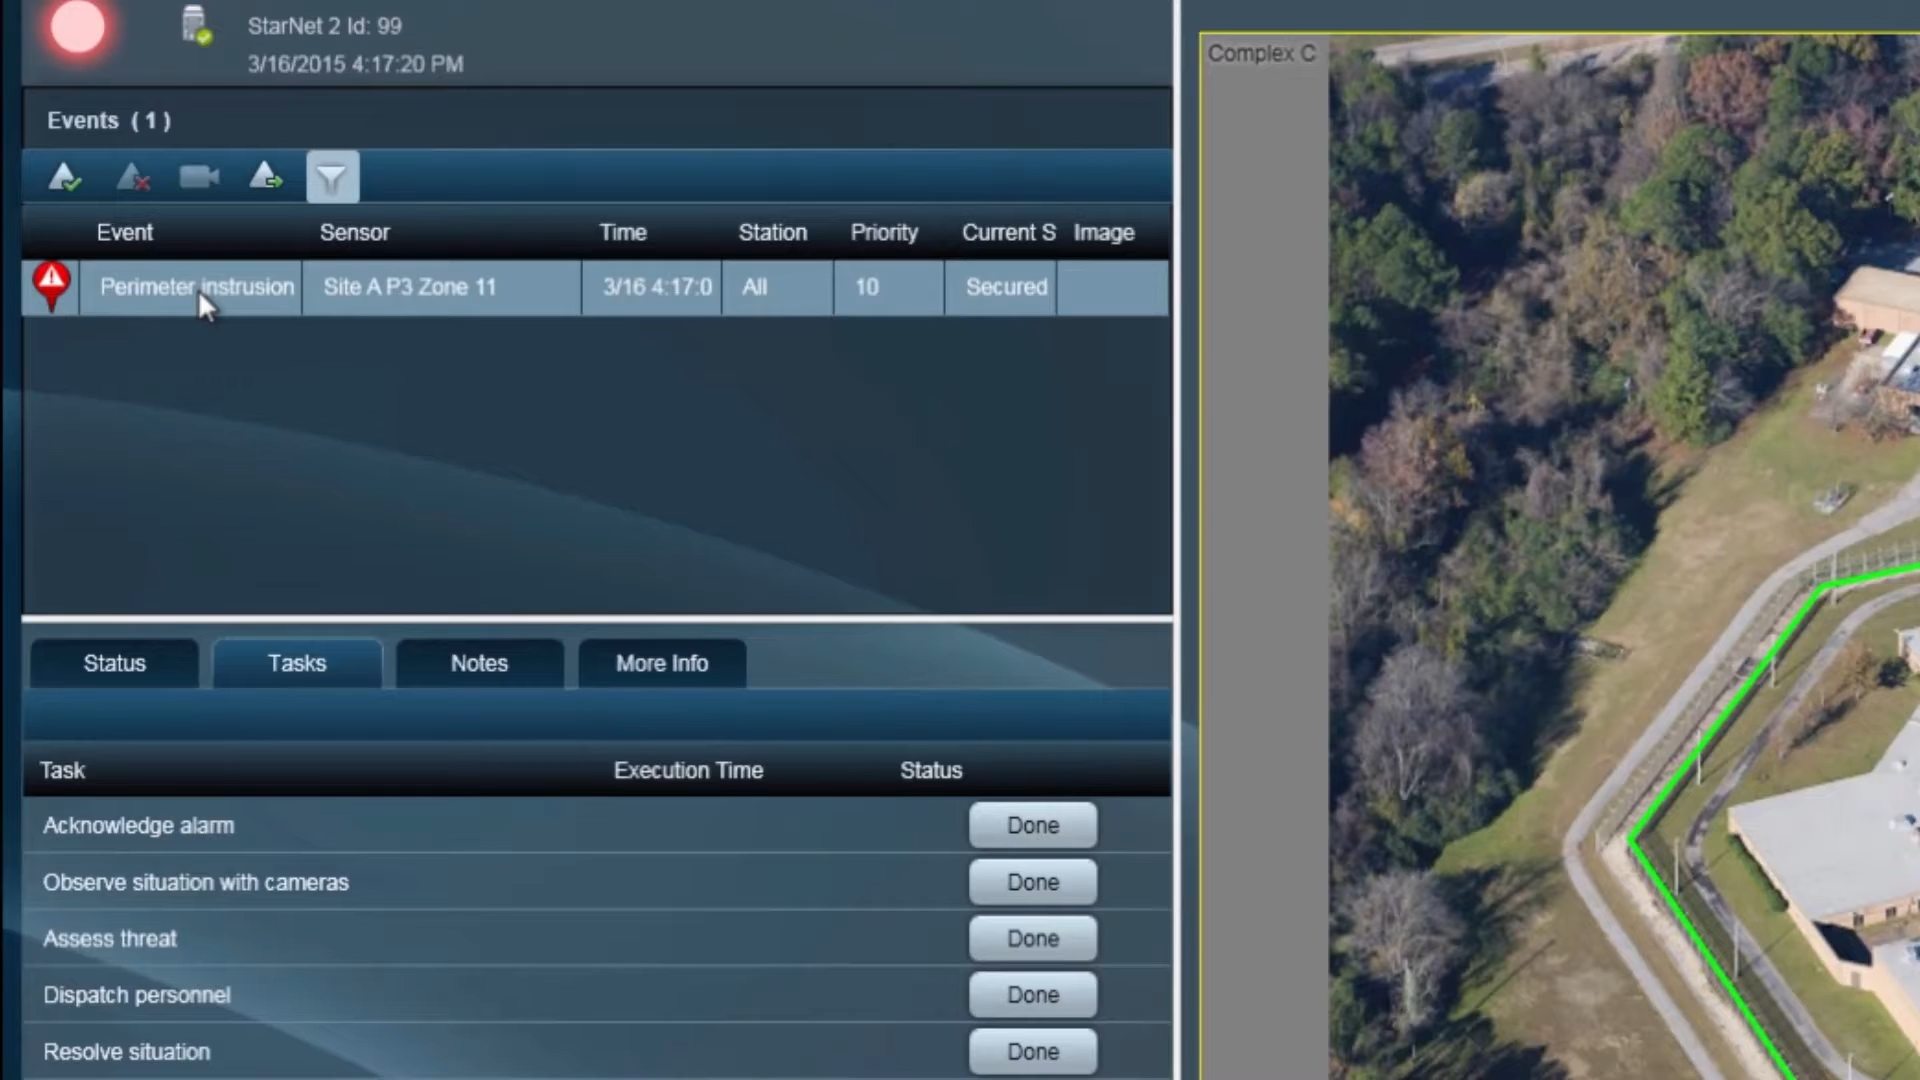 StarNet 2 Id: 99
3/16/2015 4:17:20 PM
Events ( 1 )
Event Sensor Time Station Priority Current S Image
Perimeter instrusion Site A P3 Zone 11 3/16 4:17:0 All 10 Secured
Status Tasks Notes More Info
Task Execution Time Status
Acknowledge alarm Done
Observe situation with cameras Done
Assess threat Done
Dispatch personnel Done
Resolve situation Done
Complex C